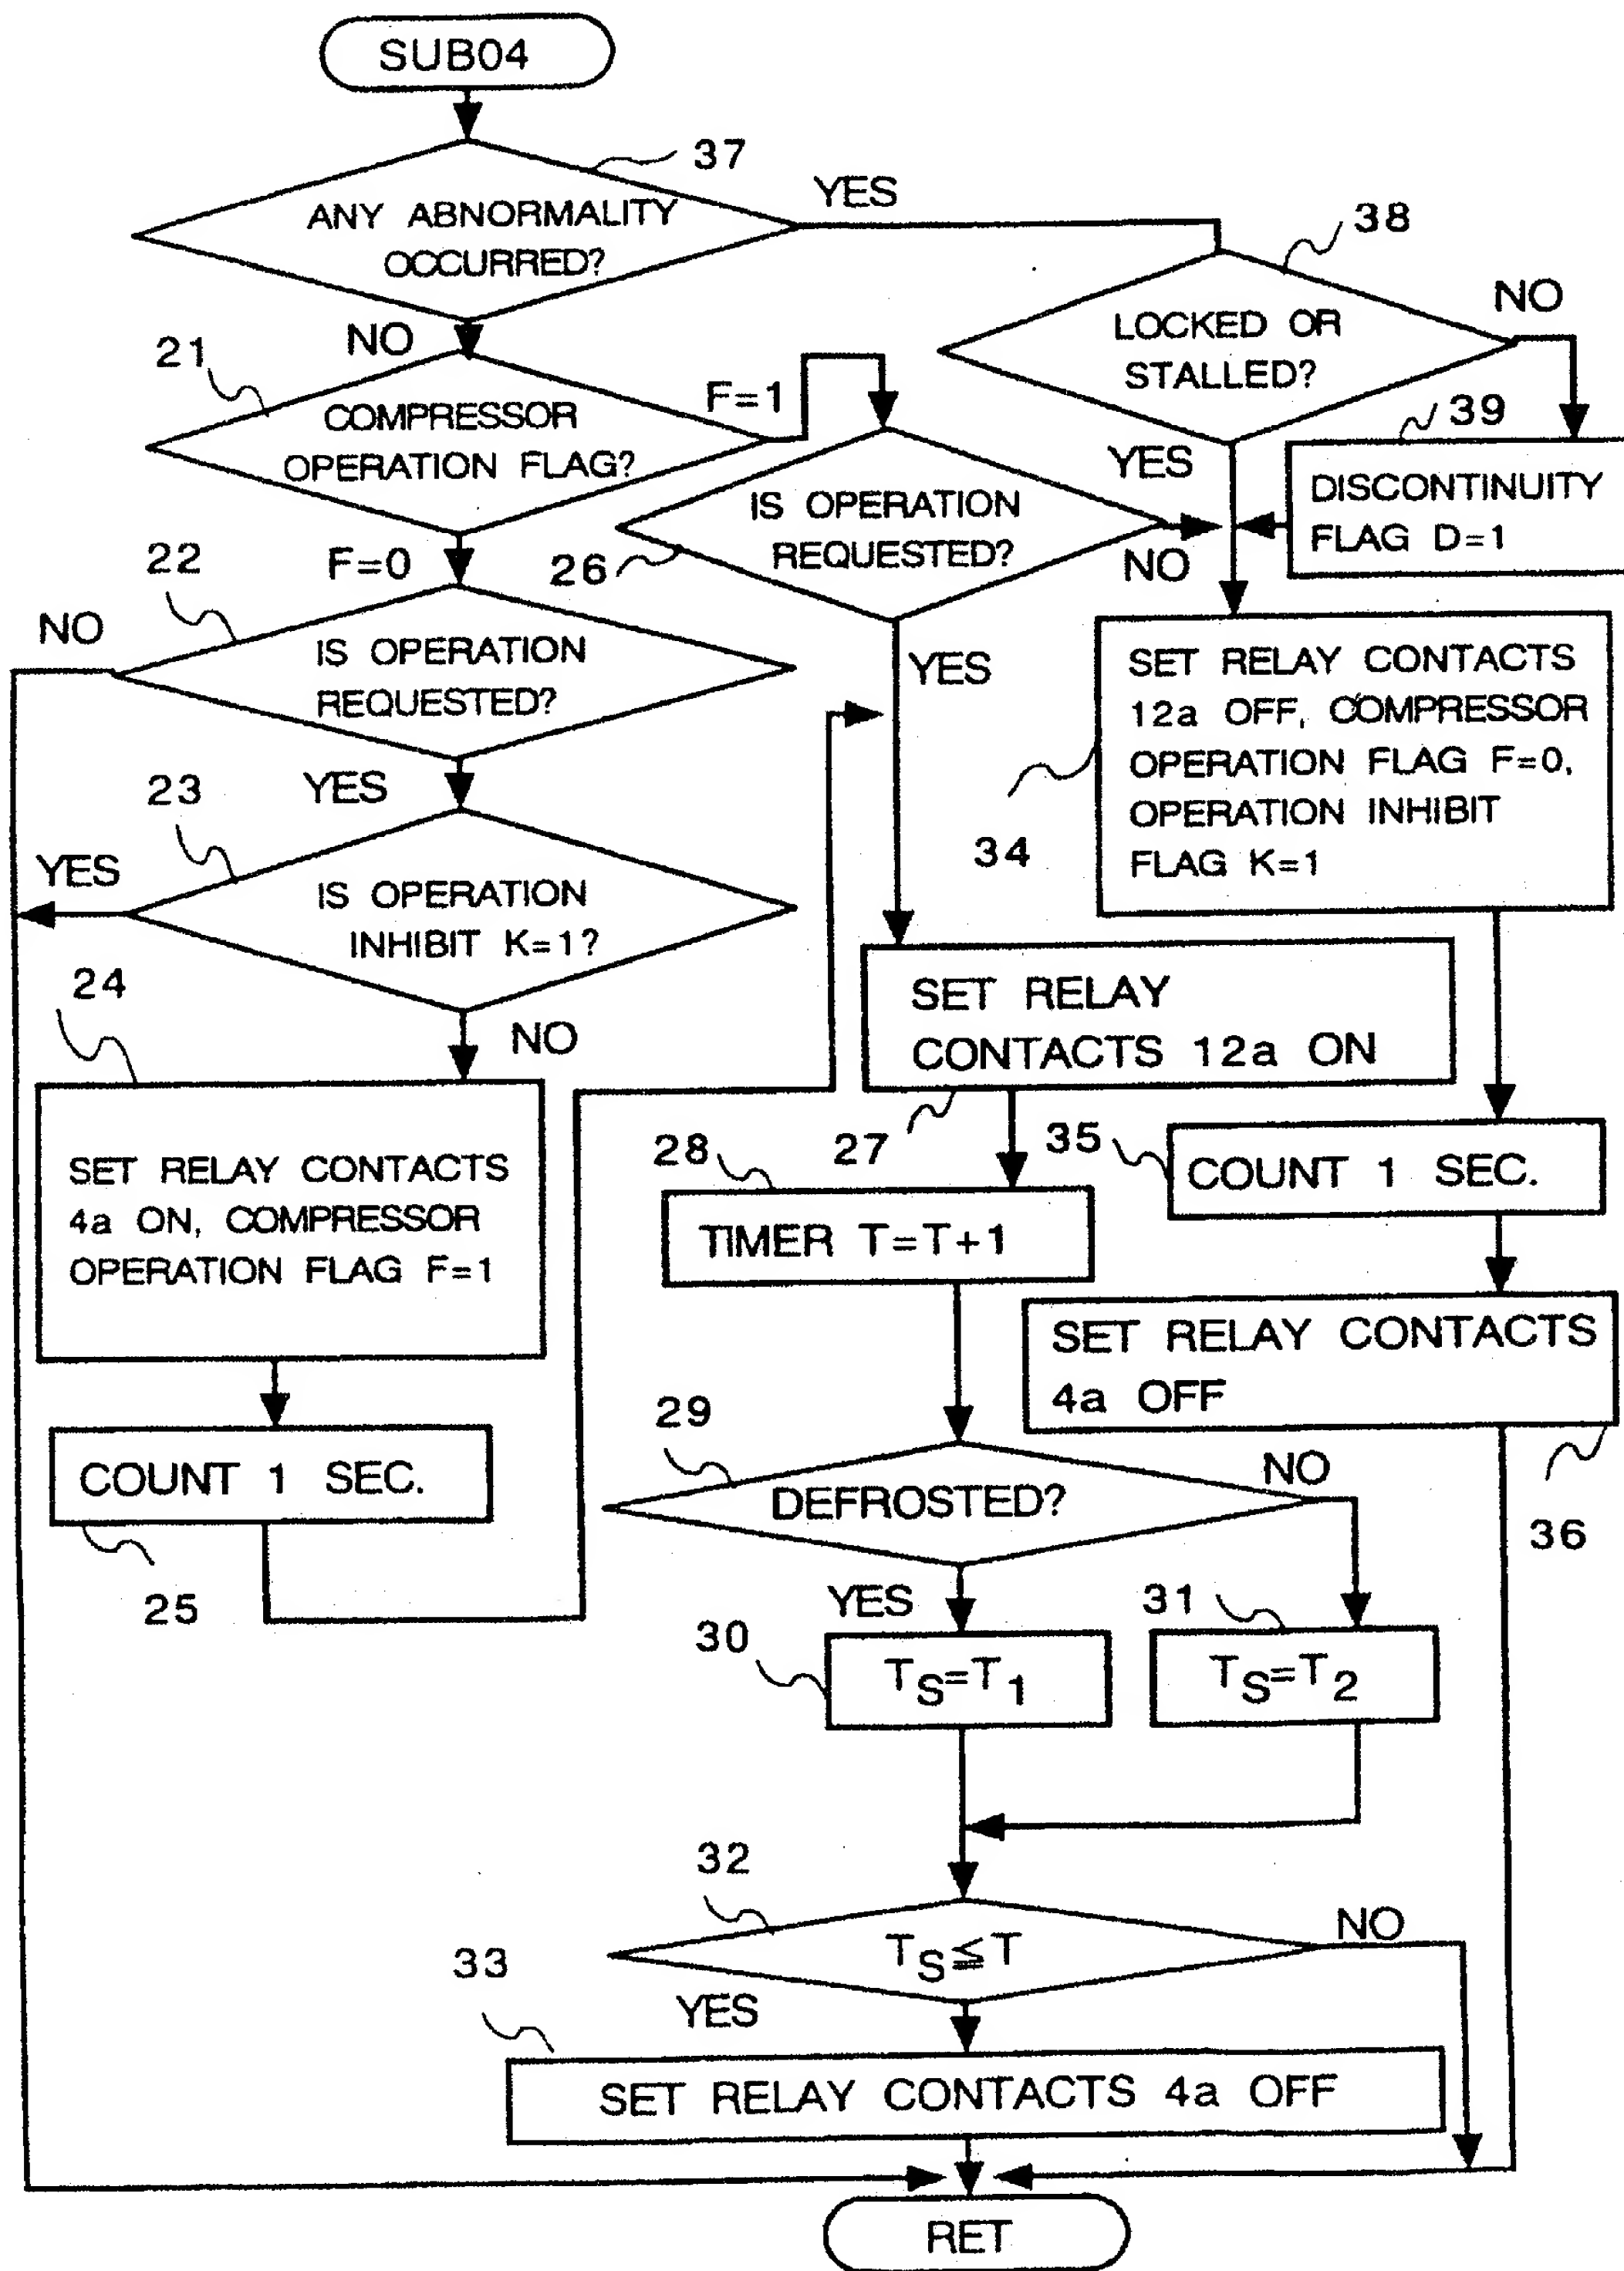 SUB04
37
ANY ABNORMALITY
OCCURRED?
YES
NO
38
LOCKED OR
STALLED?
NO
YES
39
DISCONTINUITY
FLAG D=1
21
COMPRESSOR
OPERATION FLAG?
F=1
F=0
26
IS OPERATION
REQUESTED?
NO
YES
22
NO
IS OPERATION
REQUESTED?
YES
23
YES
IS OPERATION
INHIBIT K=1?
NO
34
SET RELAY CONTACTS
12a OFF, COMPRESSOR
OPERATION FLAG F=0,
OPERATION INHIBIT
FLAG K=1
24
SET RELAY CONTACTS
4a ON, COMPRESSOR
OPERATION FLAG F=1
SET RELAY
CONTACTS 12a ON
27
28
TIMER T=T+1
35
COUNT 1 SEC.
SET RELAY CONTACTS
4a OFF
36
COUNT 1 SEC.
25
29
DEFROSTED?
NO
YES
30
TS=T1
31
TS=T2
32
TS≦T
NO
YES
33
SET RELAY CONTACTS 4a OFF
RET